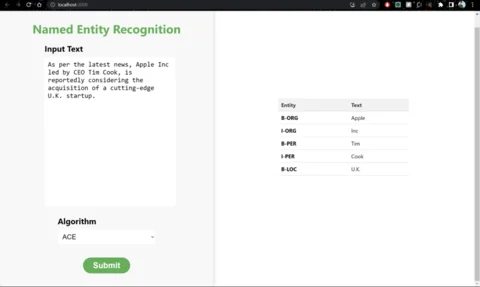 localhost
Named Entity Recognition
Input Text
As per the latest news, Apple Inc
led by CEO Tim Cook, is
reportedly considering the
acquisition of a cutting-edge
U.K. startup.
Entity Text
B-ORG Apple
I-ORG Inc
B-PER Tim
I-PER Cook
B-LOC U.K.
Algorithm
ACE
Submit